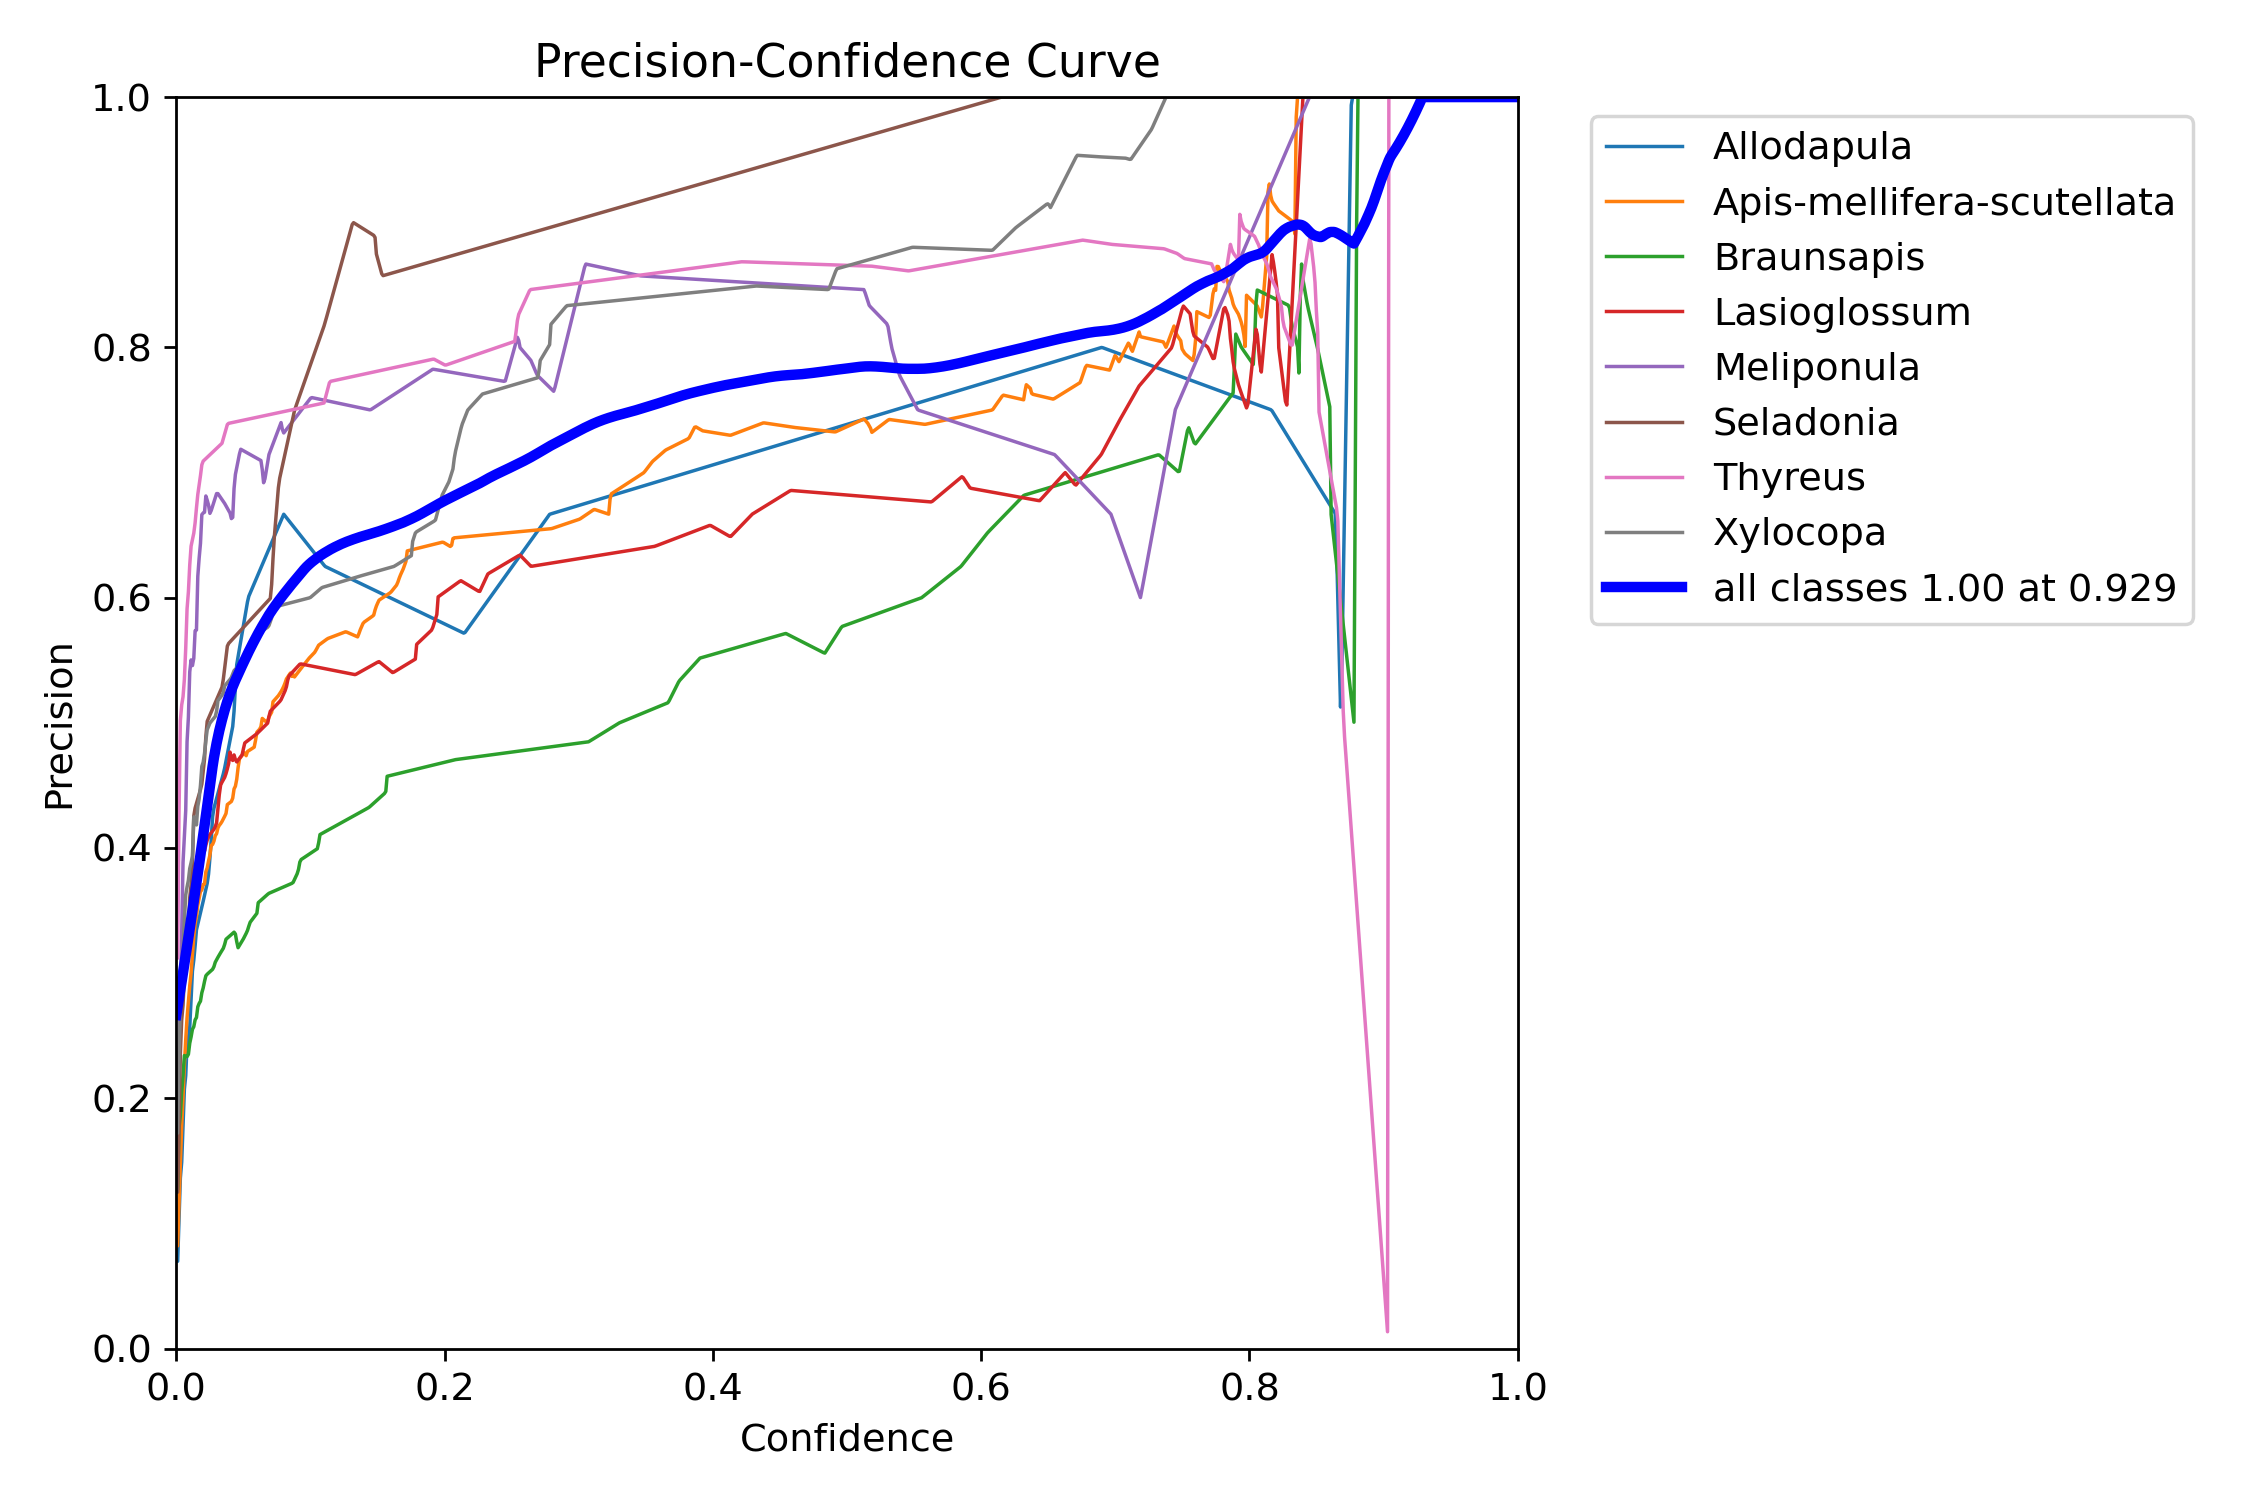 Precision-Confidence Curve
1.0
0.8
0.6
0.4
0.2
0.0
Precision
0.0 0.2 0.4 0.6 0.8 1.0
Confidence
Allodapula
Apis-mellifera-scutellata
Braunsapis
Lasioglossum
Meliponula
Seladonia
Thyreus
Xylocopa
all classes 1.00 at 0.929